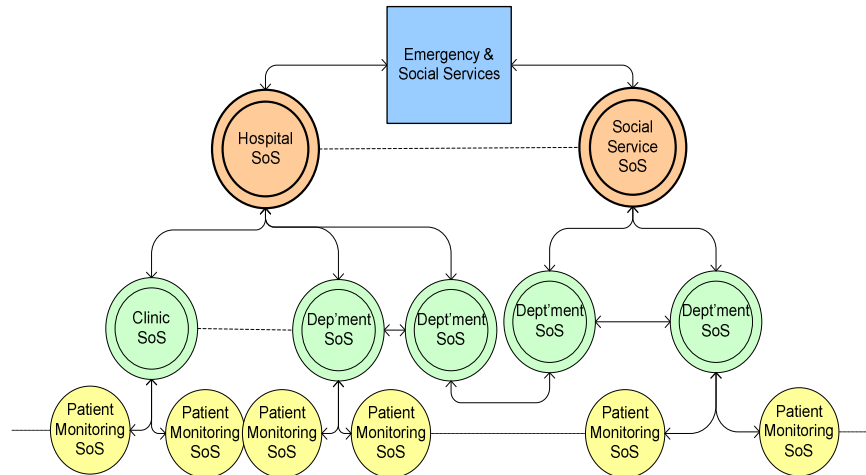 Emergency &
Social Services
Hospital
SoS
Social
Service
SoS
Clinic
SoS
Dep'ment
SoS
Dept'ment
SoS
Dept'ment
SoS
Dept'ment
SoS
Patient
Monitoring
SoS
Patient
Monitoring
SoS
Patient
Monitoring
SoS
Patient
Monitoring
SoS
Patient
Monitoring
SoS
Patient
Monitoring
SoS